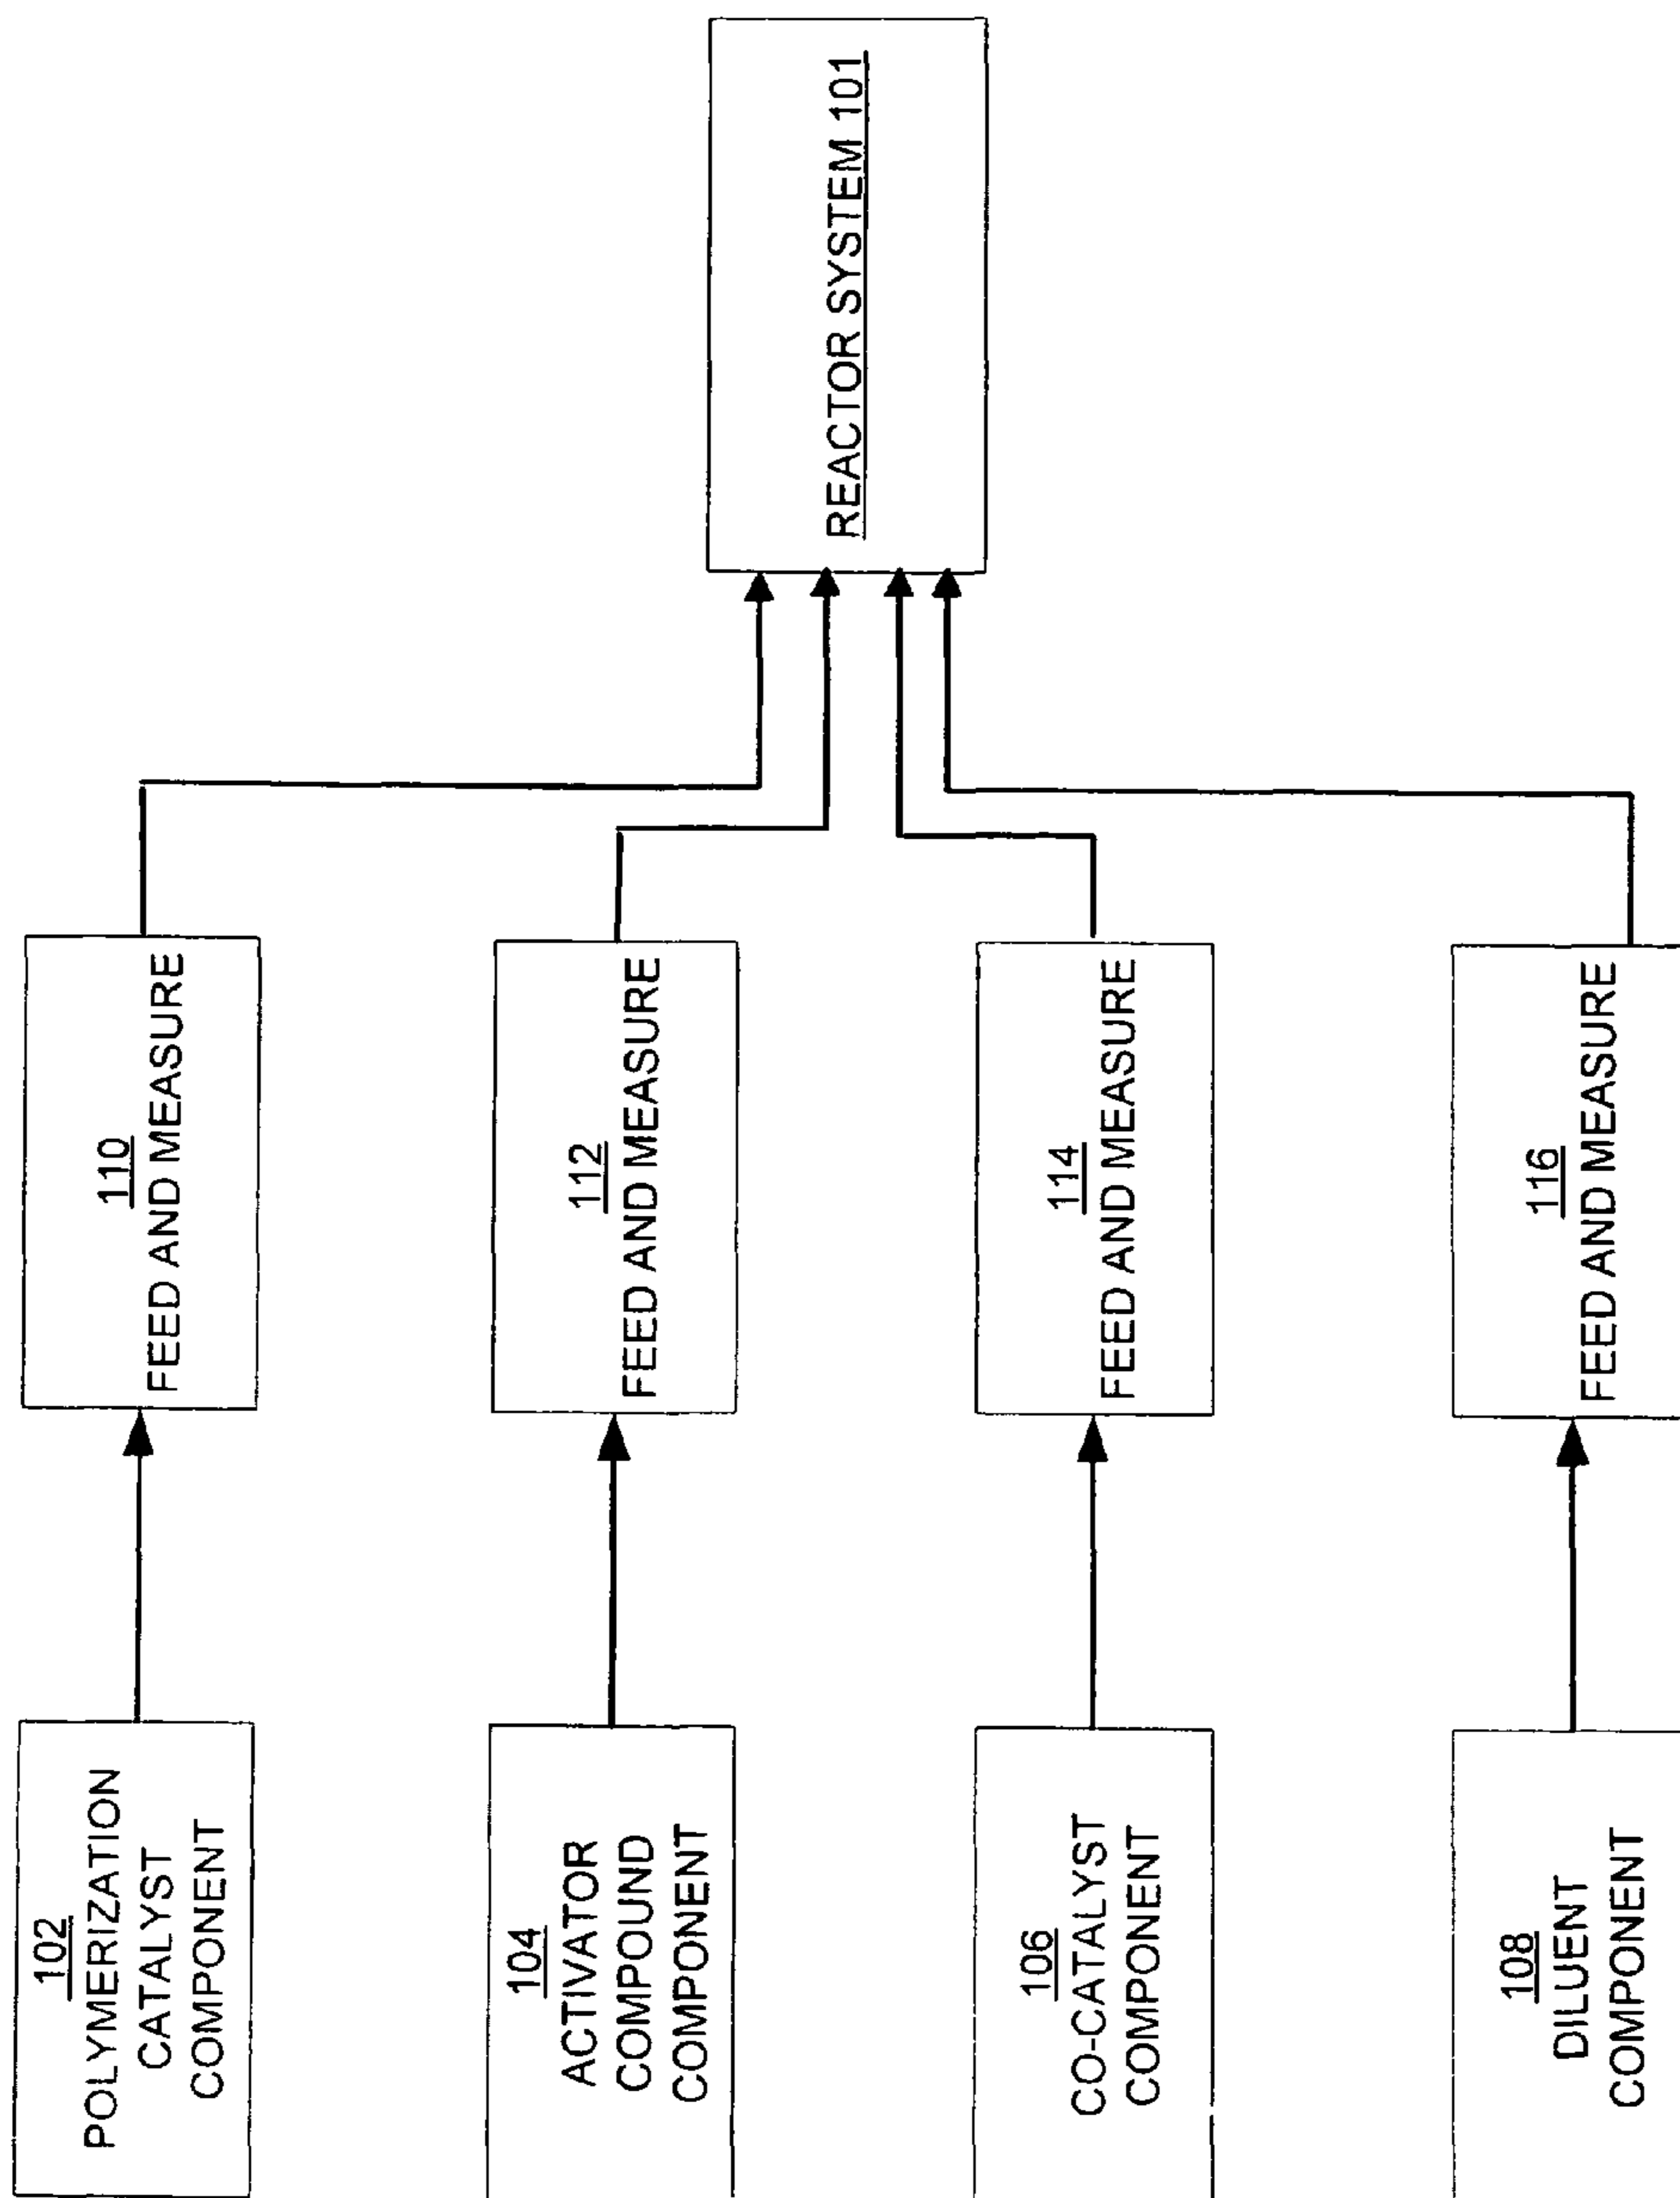 102
POLYMERIZATION
CATALYST
COMPONENT
110
FEED AND MEASURE
104
ACTIVATOR
COMPOUND
COMPONENT
112
FEED AND MEASURE
REACTOR SYSTEM 101
106
CO-CATALYST
COMPONENT
114
FEED AND MEASURE
108
DILUENT
COMPONENT
116
FEED AND MEASURE